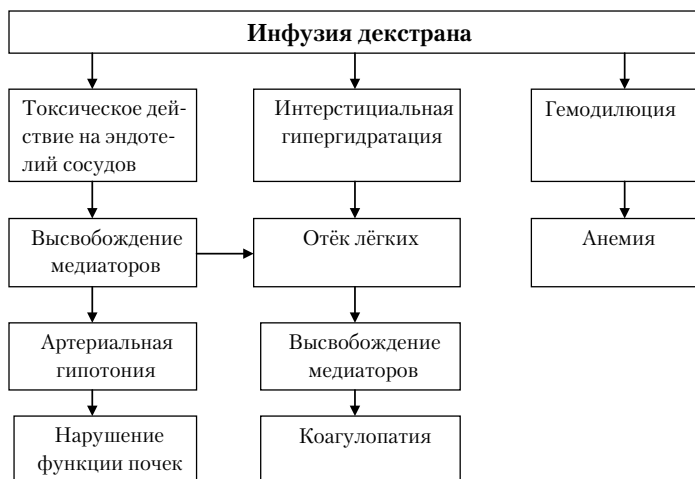 Инфузия декстрана
Токсическое дей-
ствие на эндоте-
лий сосудов
Интерстициальная
гипергидратация
Гемодилюция
Высвобождение
медиаторов
Отёк лёгких
Анемия
Артериальная
гипотония
Высвобождение
медиаторов
Нарушение
функции почек
Коагулопатия